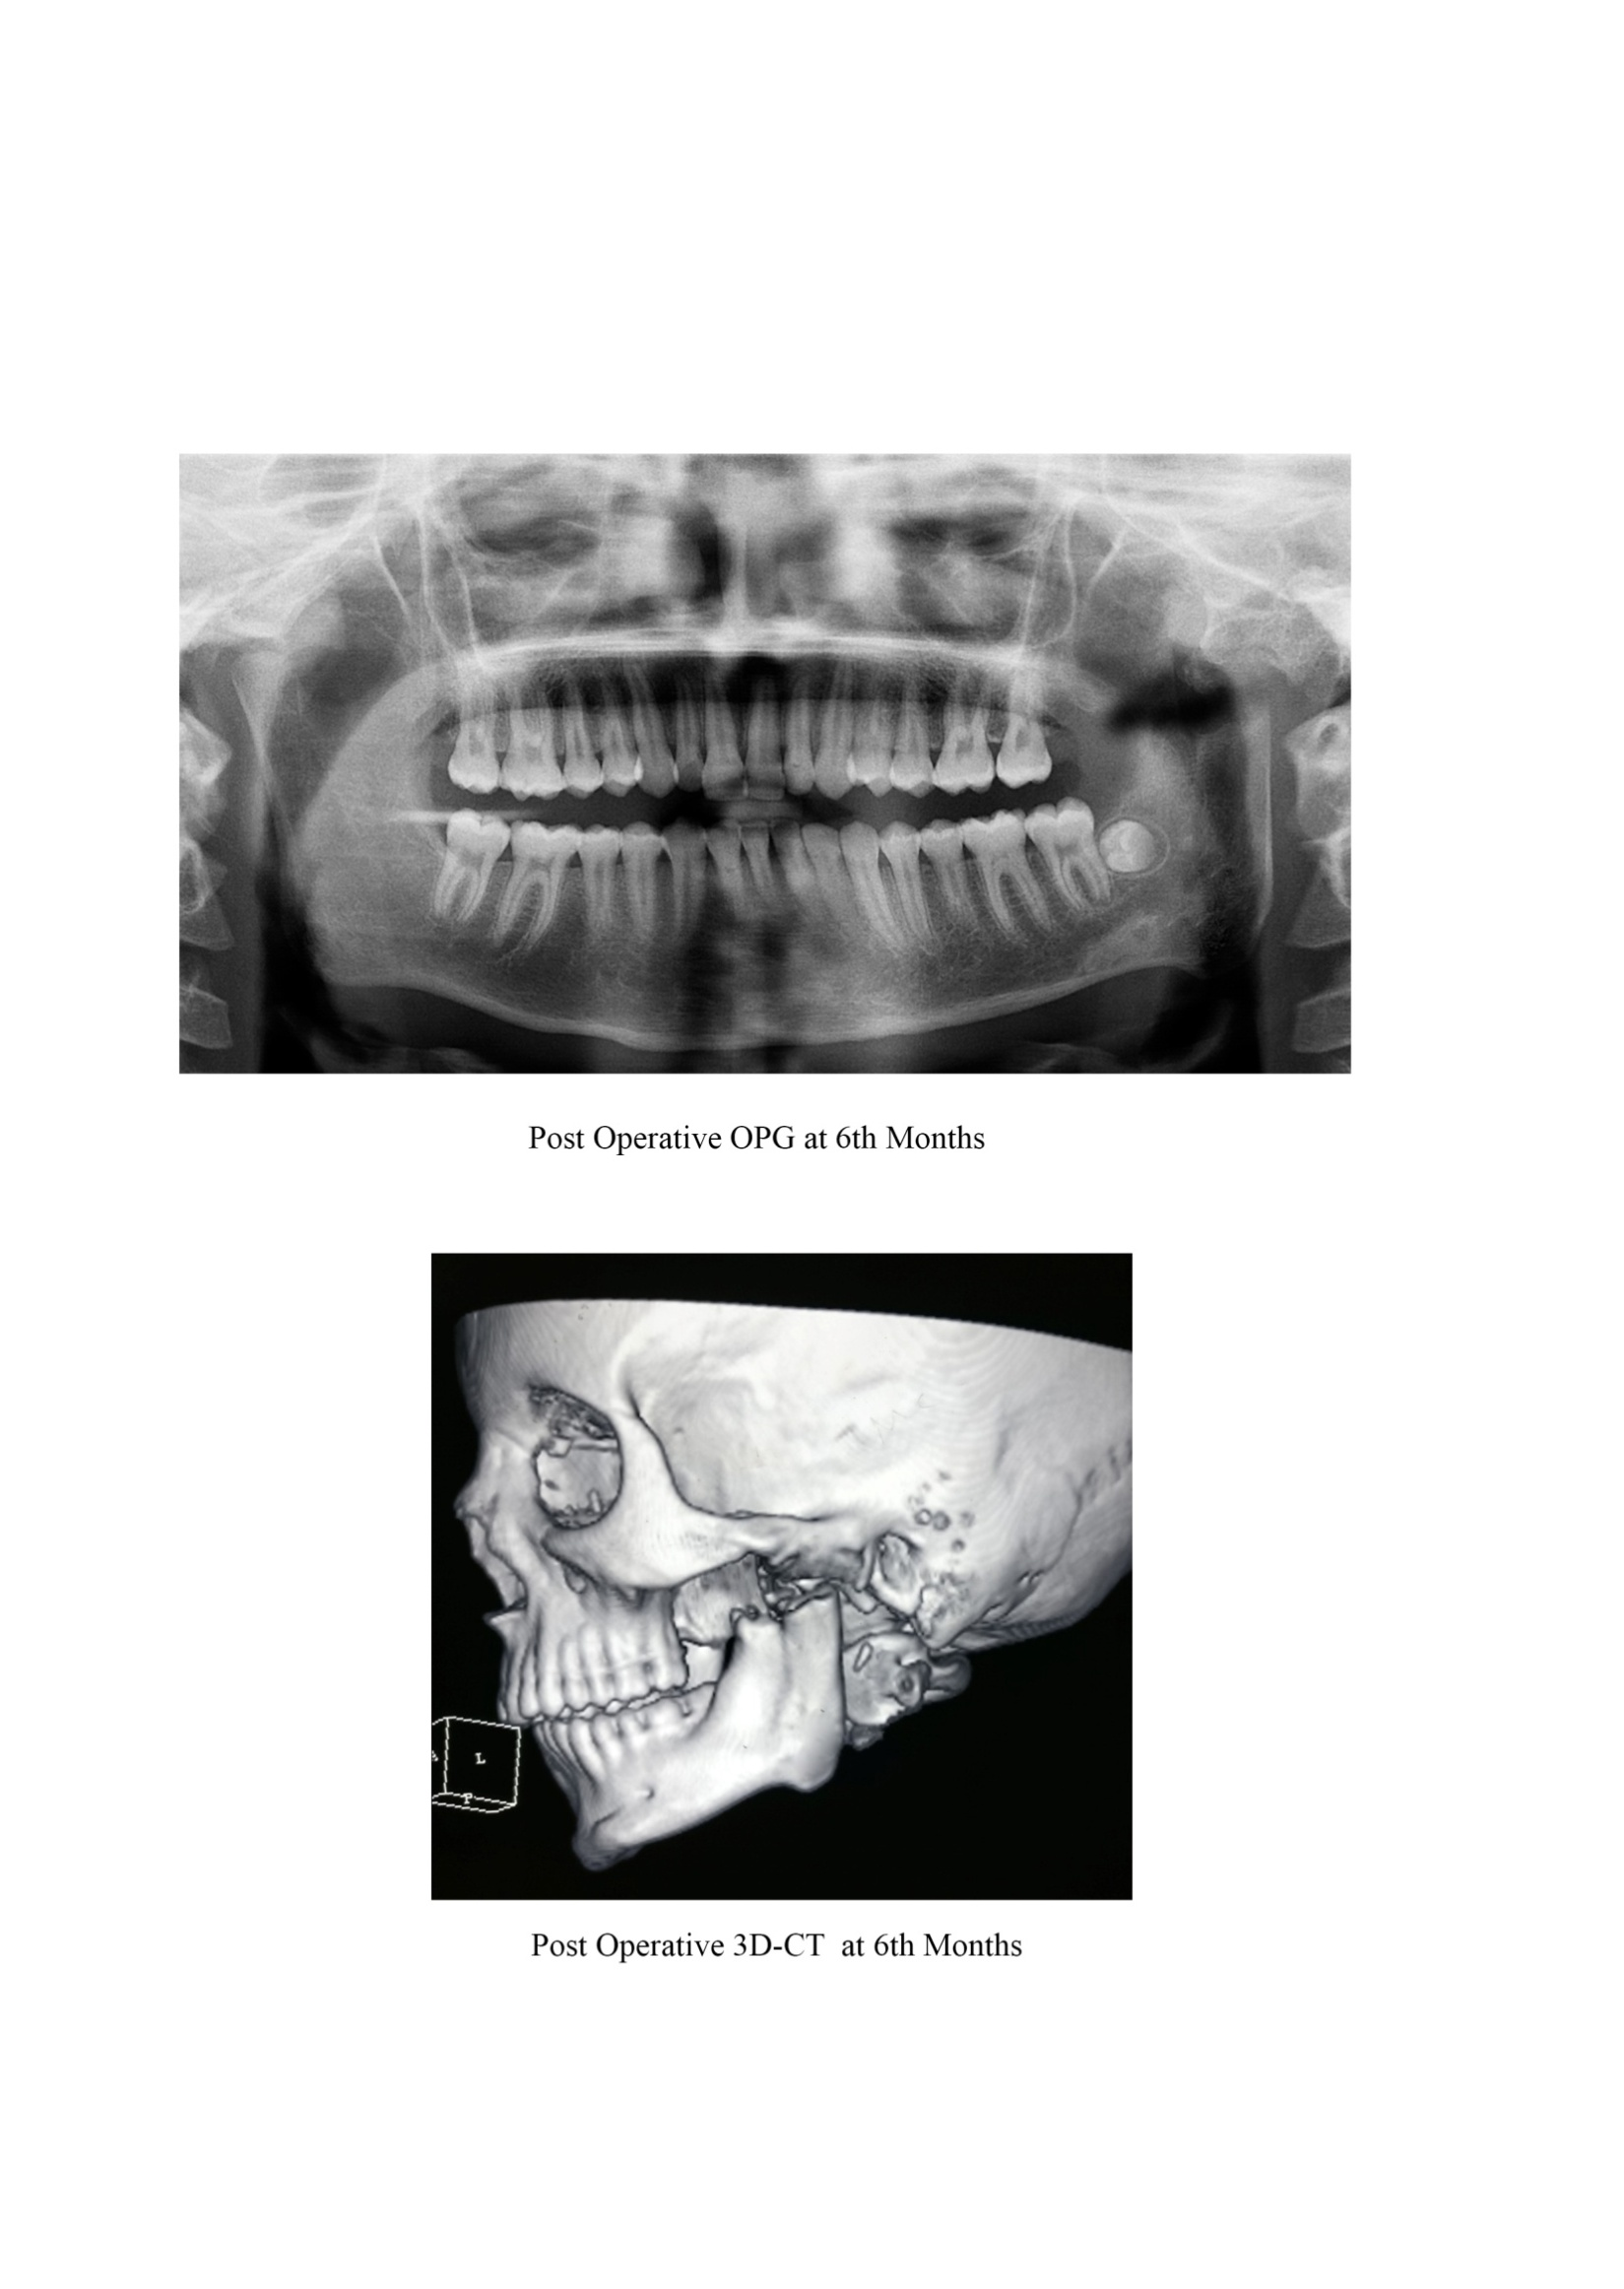 Post Operative OPG at 6th Months
L
Post Operative 3D-CT  at 6th Months